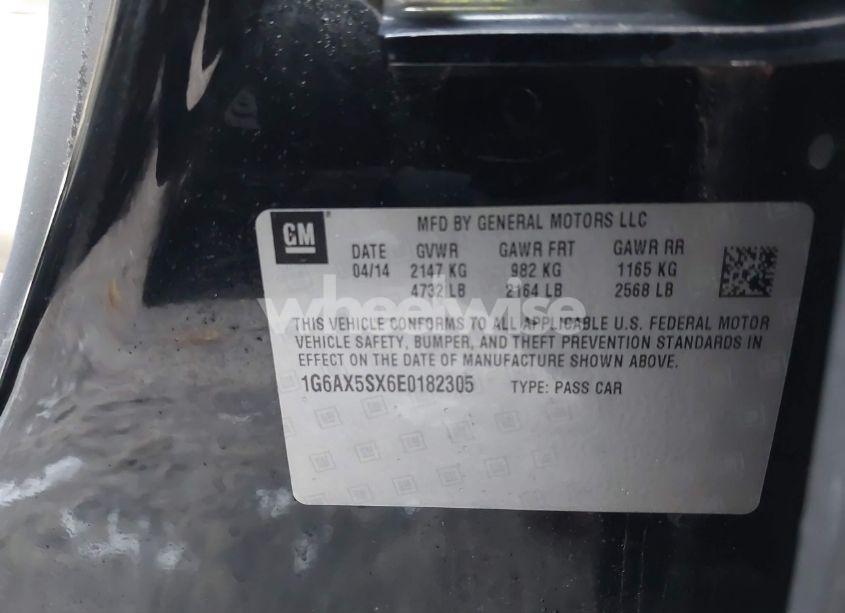 GM
MFD BY GENERAL MOTORS LLC
DATE GVWR GAWR FRT GAWR RR
04/14 2147 KG 982 KG 1165 KG
4732 LB 2164 LB 2568 LB
wheelwise
THIS VEHICLE CONFORMS TO ALL APPLICABLE U.S. FEDERAL MOTOR
VEHICLE SAFETY, BUMPER, AND THEFT PREVENTION STANDARDS IN
EFFECT ON THE DATE OF MANUFACTURE SHOWN ABOVE.
1G6AX5SX6E0182305 TYPE: PASS CAR